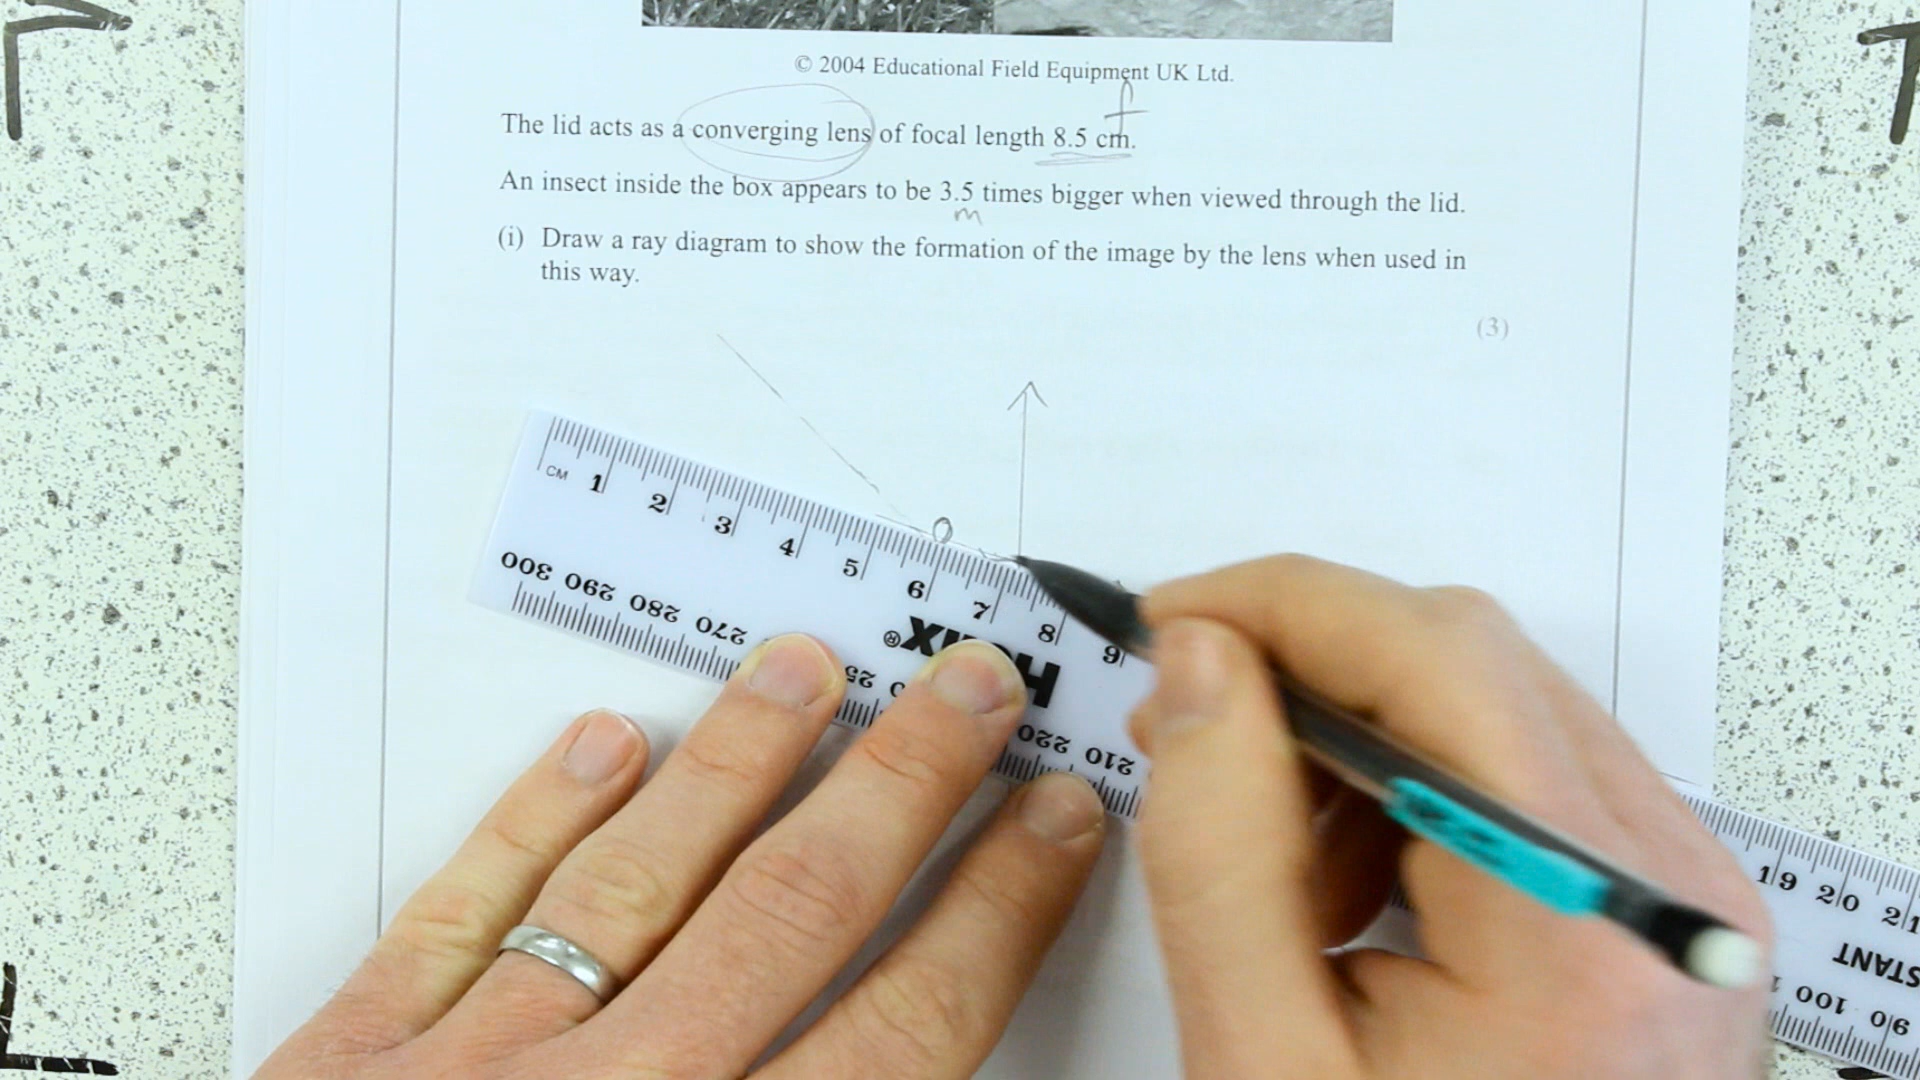 © 2004 Educational Field Equipment UK Ltd.
f
The lid acts as a converging lens of focal length 8.5 cm.
An insect inside the box appears to be 3.5 times bigger when viewed through the lid.
m
(i) Draw a ray diagram to show the formation of the image by the lens when used in
this way.
(3)
O
CM 1 2 3 4 5 6 7 8 9
300 290 280 270 220 210
19 20 21
100 90